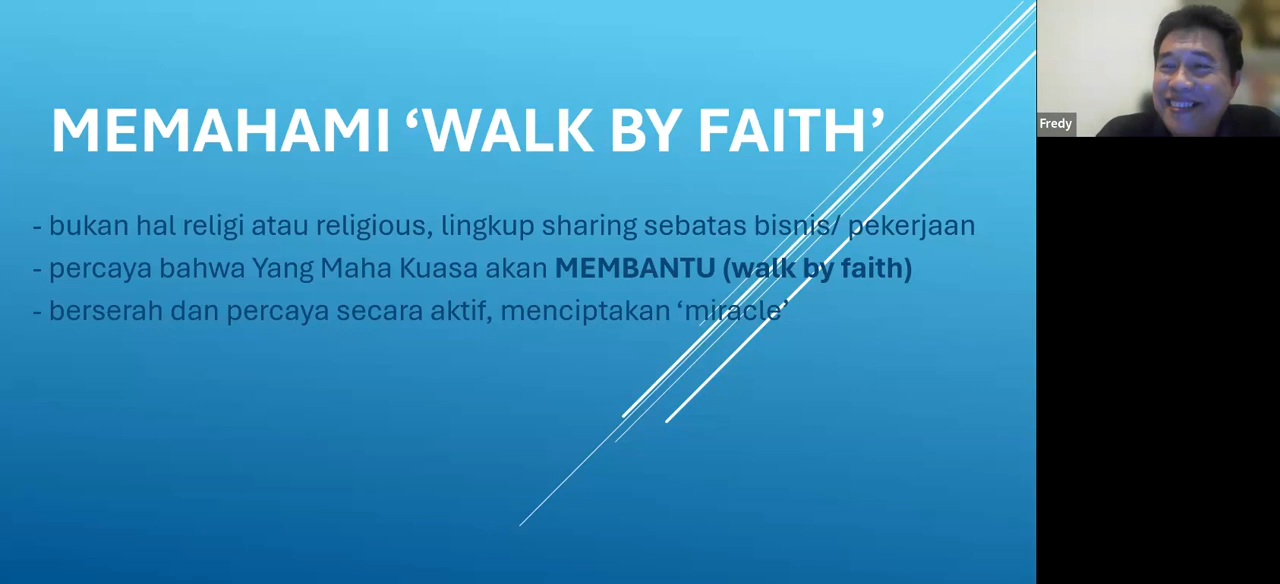 MEMAHAMI ‘WALK BY FAITH’
- bukan hal religi atau religious, lingkup sharing sebatas bisnis/ pekerjaan
- percaya bahwa Yang Maha Kuasa akan MEMBANTU (walk by faith)
- berserah dan percaya secara aktif, menciptakan ‘miracle’
Fredy